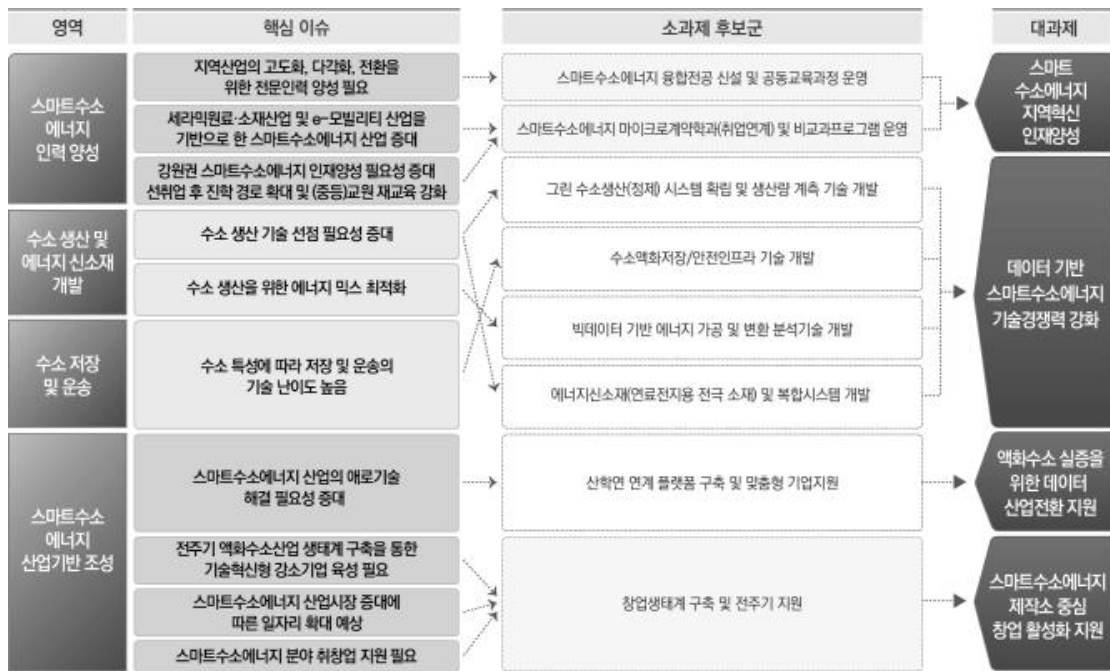 영역
핵심 이슈
소과제 후보군
대과제
스마트수소
에너지
인력 양성
지역산업의 고도화, 다각화, 전환을
위한 전문인력 양성 필요
세라믹원료·소재산업 및 e-모빌리티 산업을
기반으로 한 스마트수소에너지 산업 증대
강원권 스마트수소에너지 인재양성 필요성 증대
선취업 후 진학 경로 확대 및 (중등)교원 재교육 강화
스마트수소에너지 융합전공 신설 및 공동교육과정 운영
스마트수소에너지 마이크로계약학과(취업연계) 및 비교과프로그램 운영
스마트
수소에너지
지역혁신
인재양성
수소 생산 및
에너지 신소재
개발
수소 생산 기술 선점 필요성 증대
수소 생산을 위한 에너지 믹스 최적화
수소 저장
및 운송
수소 특성에 따라 저장 및 운송의
기술 난이도 높음
그린 수소생산(정제) 시스템 확립 및 생산량 계측 기술 개발
수소액화저장/안전인프라 기술 개발
빅데이터 기반 에너지 가공 및 변환 분석기술 개발
에너지신소재(연료전지용 전극 소재) 및 복합시스템 개발
데이터 기반
스마트수소에너지
기술경쟁력 강화
스마트수소
에너지
산업기반 조성
스마트수소에너지 산업의 애로기술
해결 필요성 증대
산학연 연계 플랫폼 구축 및 맞춤형 기업지원
액화수소 실증을
위한 데이터
산업전환 지원
전주기 액화수소산업 생태계 구축을 통한
기술혁신형 강소기업 육성 필요
스마트수소에너지 산업시장 증대에
따른 일자리 확대 예상
스마트수소에너지 분야 취창업 지원 필요
창업생태계 구축 및 전주기 지원
스마트수소에너지
제작소 중심
창업 활성화 지원